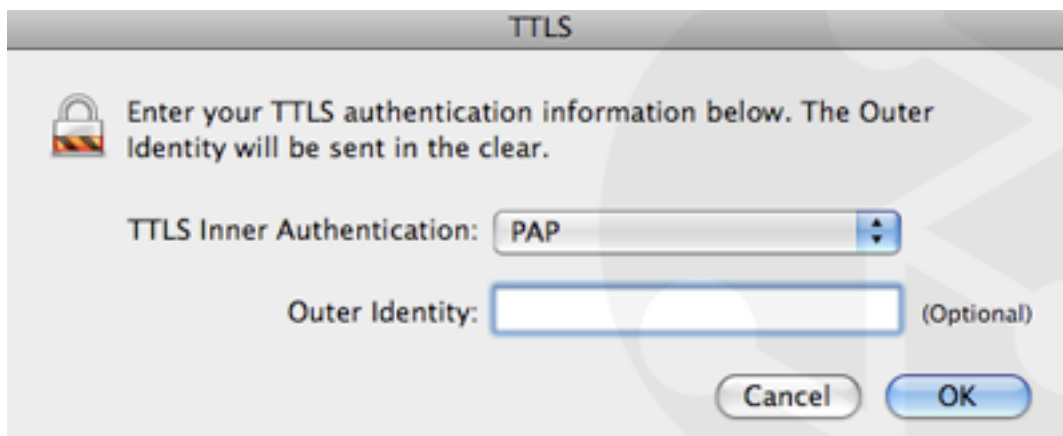 TTLS
Enter your TTLS authentication information below. The Outer
Identity will be sent in the clear.
TTLS Inner Authentication: PAP
Outer Identity: (Optional)
Cancel OK